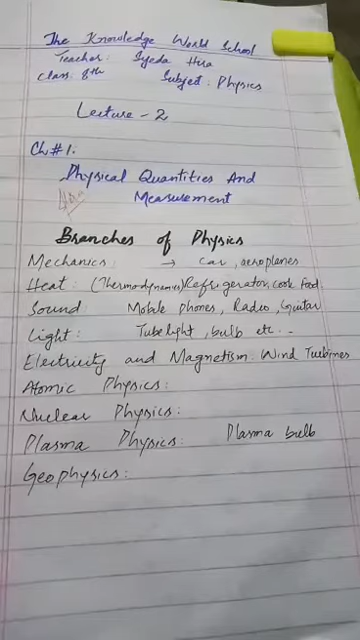 The Knowledge World School
Teacher: Syeda Hira
Class: 8th Subject: Physics
Lecture - 2
Ch # 1:
Physical Quantities And
Measurement
Branches of Physics
Mechanics: → car, aeroplanes
Heat: (Thermodynamics) Refrigerator, cook food.
Sound: Mobile phones, Radio, Guitar
Light: Tubelight, bulb etc..
Electricity and Magnetism: Wind Turbines
Atomic Physics:
Nuclear Physics:
Plasma Physics: Plasma bulb
Geophysics: